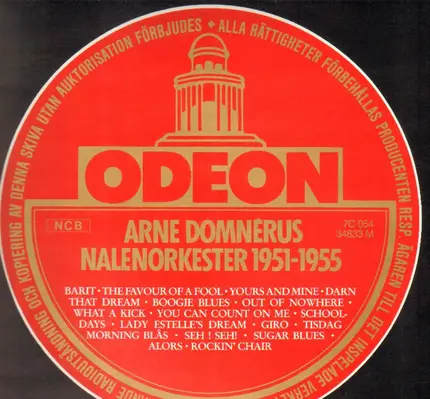 NANDE RADIOUTSÄNDNING OCH KOPIERING AV DENNA SKIVA UTAN AUKTORISATION FÖRBJUDES + ALLA RÄTTIGHETER FÖRBEHÅLLAS PRODUCENTEN RESP. ÄGAREN TILL DET INSPELADE VERKET
ODEON
NCB
ARNE DOMNÉRUS
7C 054
34833 M
NALENORKESTER 1951-1955
BARIT · THE FAVOUR OF A FOOL · YOURS AND MINE · DARN
THAT DREAM · BOOGIE BLUES · OUT OF NOWHERE ·
WHAT A KICK · YOU CAN COUNT ON ME · SCHOOL-
DAYS · LADY ESTELLE'S DREAM · GIRO · TISDAG
MORNING BLÅS · SEH! SEH! · SUGAR BLUES ·
ALORS · ROCKIN' CHAIR